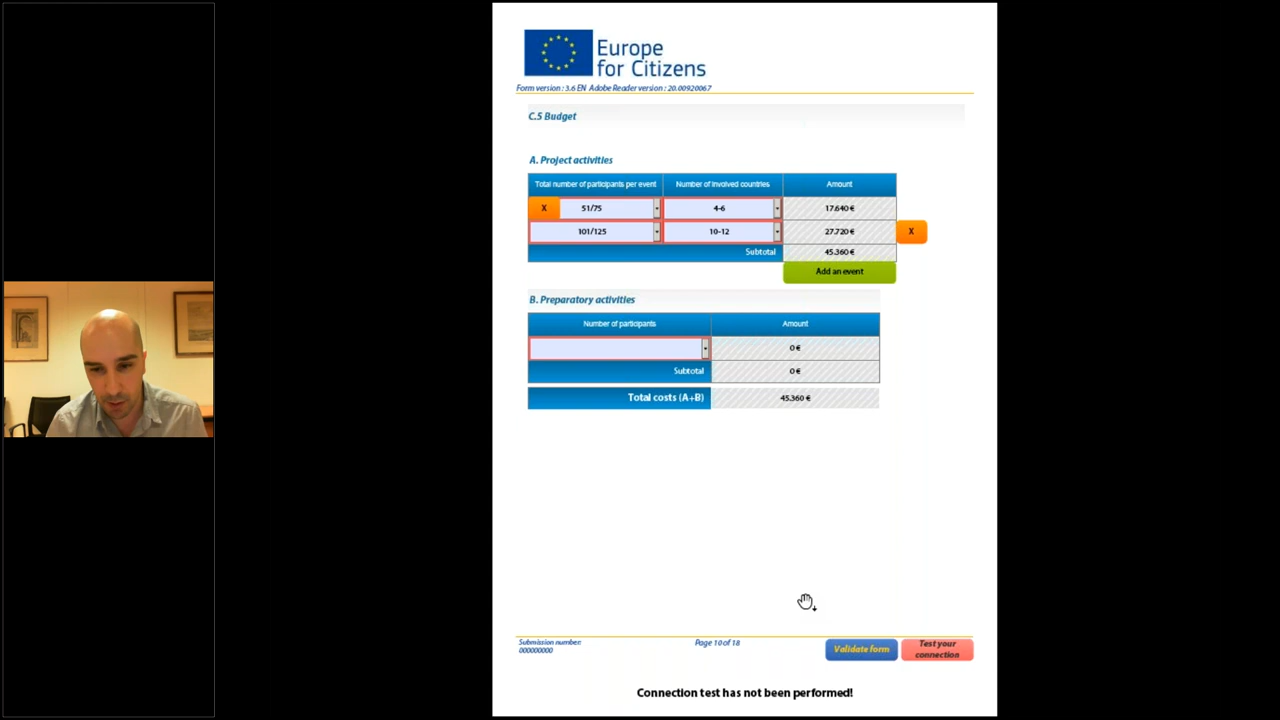 Europe
for Citizens
Form version : 3.6 EN Adobe Reader version : 20.00920067
C.5 Budget
A. Project activities
Total number of participants per event Number of involved countries Amount
X 51/75 4-6 17.640 €
101/125 10-12 27.720 € X
Subtotal 45.360 €
Add an event
B. Preparatory activities
Number of participants Amount
0 €
Subtotal 0 €
Total costs (A+B) 45.360 €
Submission number:
000000000
Page 10 of 18
Validate form
Test your
connection
Connection test has not been performed!